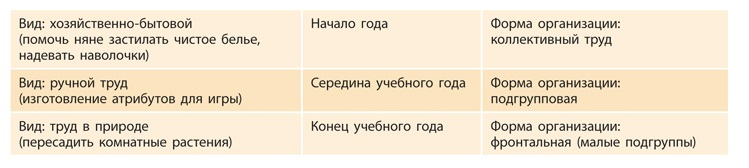 Вид: хозяйственно-бытовой
(помочь няне застилать чистое белье,
надевать наволочки)
Начало года
Форма организации:
коллективный труд
Вид: ручной труд
(изготовление атрибутов для игры)
Середина учебного года
Форма организации:
подгрупповая
Вид: труд в природе
(пересадить комнатные растения)
Конец учебного года
Форма организации:
фронтальная (малые подгруппы)